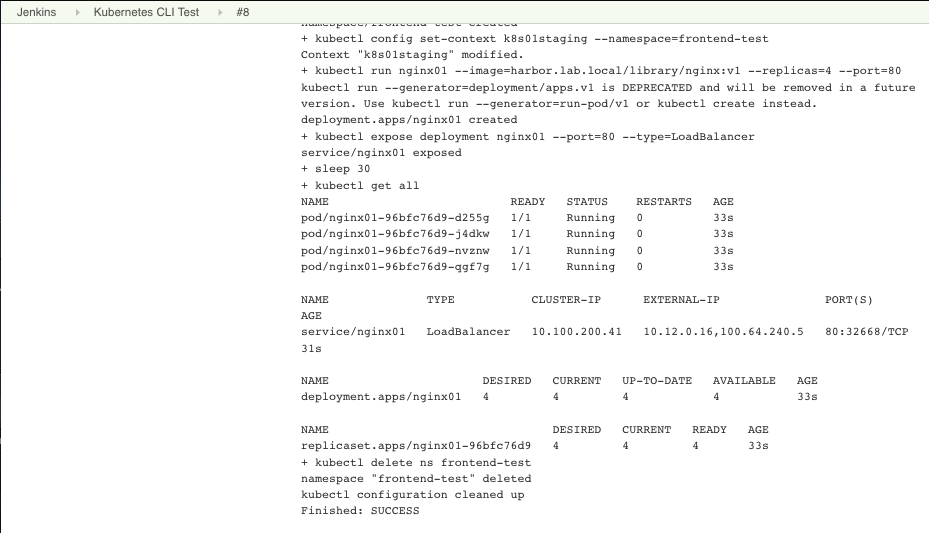 Jenkins Kubernetes CLI Test #8
namespace/frontend-test created
+ kubectl config set-context k8s01staging --namespace=frontend-test
Context "k8s01staging" modified.
+ kubectl run nginx01 --image=harbor.lab.local/library/nginx:v1 --replicas=4 --port=80
kubectl run --generator=deployment/apps.v1 is DEPRECATED and will be removed in a future
version. Use kubectl run --generator=run-pod/v1 or kubectl create instead.
deployment.apps/nginx01 created
+ kubectl expose deployment nginx01 --port=80 --type=LoadBalancer
service/nginx01 exposed
+ sleep 30
+ kubectl get all
NAME READY STATUS RESTARTS AGE
pod/nginx01-96bfc76d9-d255g 1/1 Running 0 33s
pod/nginx01-96bfc76d9-j4dkw 1/1 Running 0 33s
pod/nginx01-96bfc76d9-nvznw 1/1 Running 0 33s
pod/nginx01-96bfc76d9-qgf7g 1/1 Running 0 33s
NAME TYPE CLUSTER-IP EXTERNAL-IP PORT(S)
AGE
service/nginx01 LoadBalancer 10.100.200.41 10.12.0.16,100.64.240.5 80:32668/TCP
31s
NAME DESIRED CURRENT UP-TO-DATE AVAILABLE AGE
deployment.apps/nginx01 4 4 4 4 33s
NAME DESIRED CURRENT READY AGE
replicaset.apps/nginx01-96bfc76d9 4 4 4 33s
+ kubectl delete ns frontend-test
namespace "frontend-test" deleted
kubectl configuration cleaned up
Finished: SUCCESS